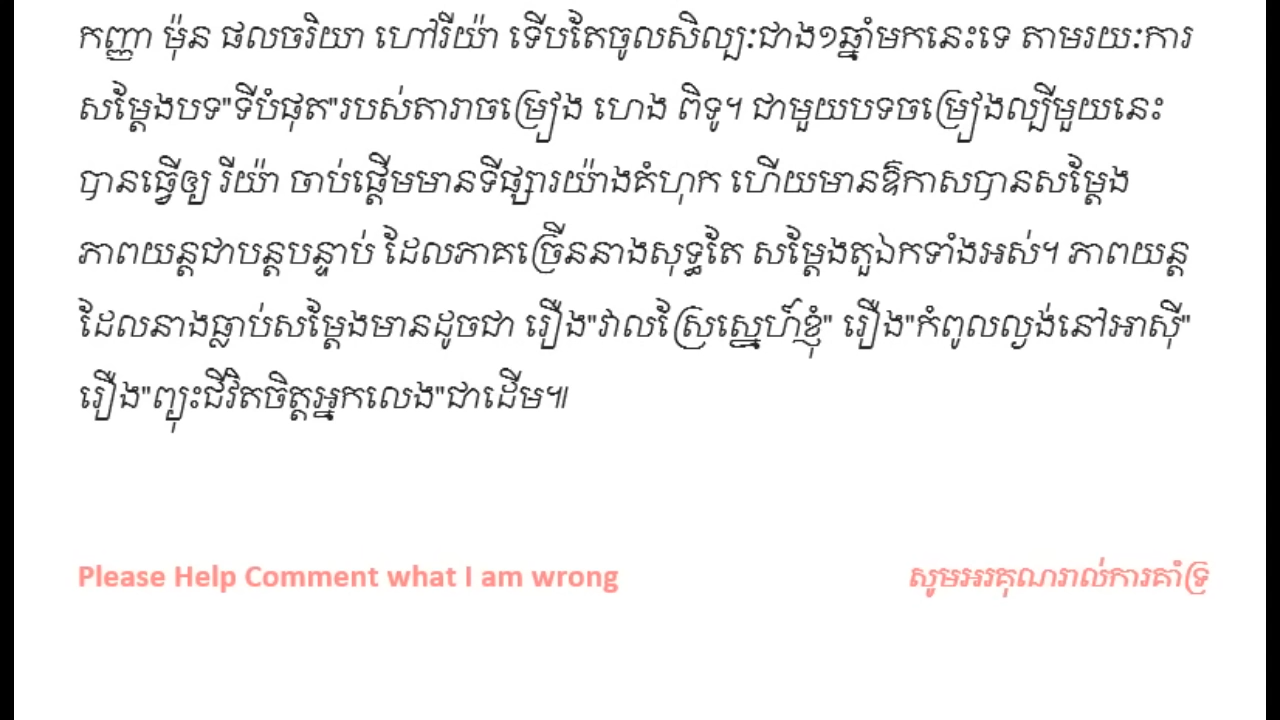 កញ្ញា ម៉ុន ផលចរិយា ហៅរីយ៉ា ទើបតែចូលសិល្បៈជាង១ឆ្នាំមកនេះទេ តាមរយៈការ
សម្តែងបទ"ទីបំផុត"របស់តារាចម្រៀង ហេង ពិទូ។ ជាមួយបទចម្រៀងល្បីមួយនេះ
បានធ្វើឲ្យ រីយ៉ា ចាប់ផ្តើមមានទីផ្សារយ៉ាងគំហុក ហើយមានឱកាសបានសម្តែង
ភាពយន្តជាបន្តបន្ទាប់ ដែលភាគច្រើននាងសុទ្ធតែ សម្តែងតួឯកទាំងអស់។ ភាពយន្ត
ដែលនាងធ្លាប់សម្តែងមានដូចជា រឿង"វាលស្រែស្នេហ៍ខ្ញុំ" រឿង"កំពូលល្ងង់នៅអាស៊ី"
រឿង"ព្យុះជីវិតចិត្តអ្នកលេង"ជាដើម៕
Please Help Comment what I am wrong
សូមអរគុណរាល់ការគាំទ្រ